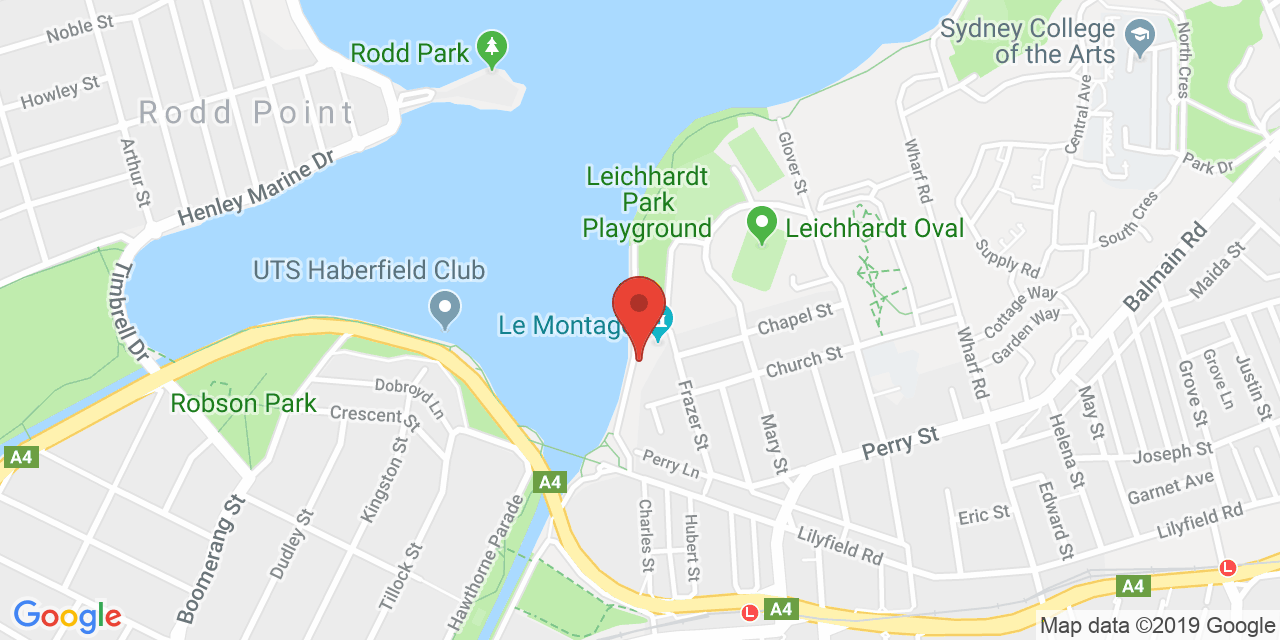 Noble St
Rodd Park
Sydney College
of the Arts
North Cres
Howley St
Rodd Point
Central Ave
Arthur St
Henley Marine Dr
Glover St
Wharf Rd
Park Dr
Leichhardt
Park
Playground
Leichhardt Oval
South Cres
Balmain Rd
Supply Rd
Maida St
UTS Haberfield Club
Timbrell Dr
Cottage Way
Garden Way
Le Montage
Chapel St
Church St
Wharf Rd
Grove Ln
Justin St
Grove St
Dobroyd Ln
Robson Park
Crescent St
Frazer St
Mary St
May St
Helena St
Perry St
Kingston St
A4
Perry Ln
Joseph St
A4
Garnet Ave
Edward St
Eric St
Lilyfield Rd
Boomerang St
Dudley St
Tillock St
Hawthorne Parade
Charles St
Hubert St
Lilyfield Rd
L
A4
L
A4
Google
Map data ©2019 Google